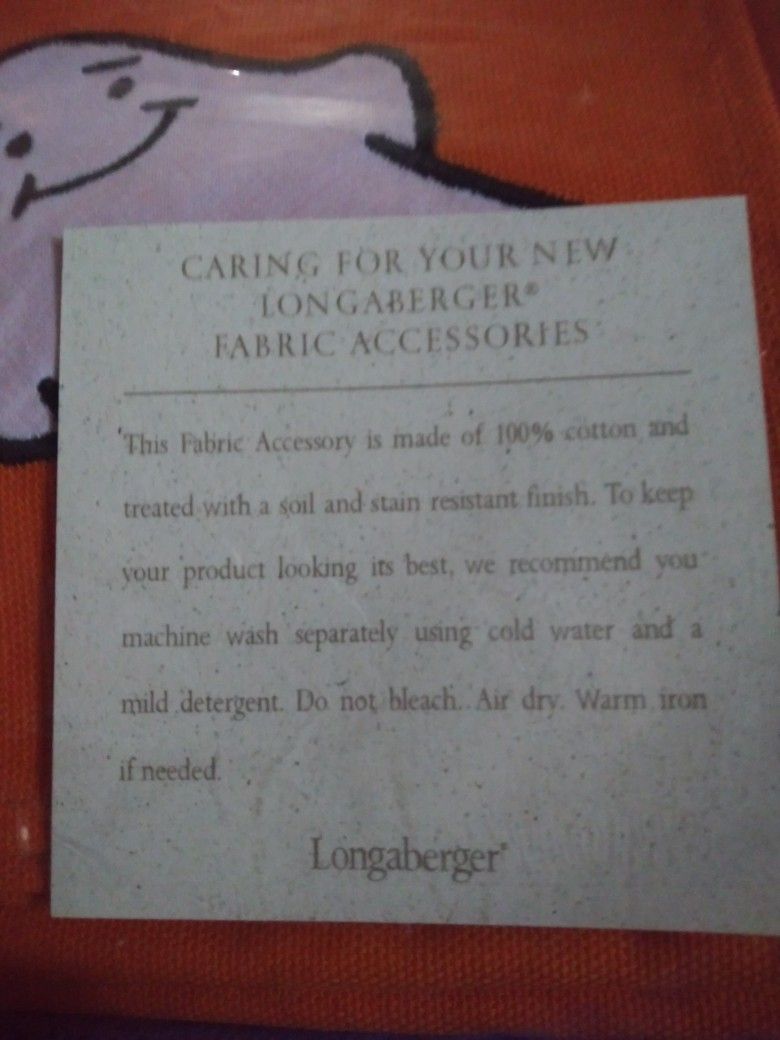 CARING FOR YOUR NEW
LONGABERGER®
FABRIC ACCESSORIES
This Fabric Accessory is made of 100% cotton and
treated with a soil and stain resistant finish. To keep
your product looking its best, we recommend you
machine wash separately using cold water and a
mild detergent. Do not bleach. Air dry. Warm iron
if needed.
Longaberger®